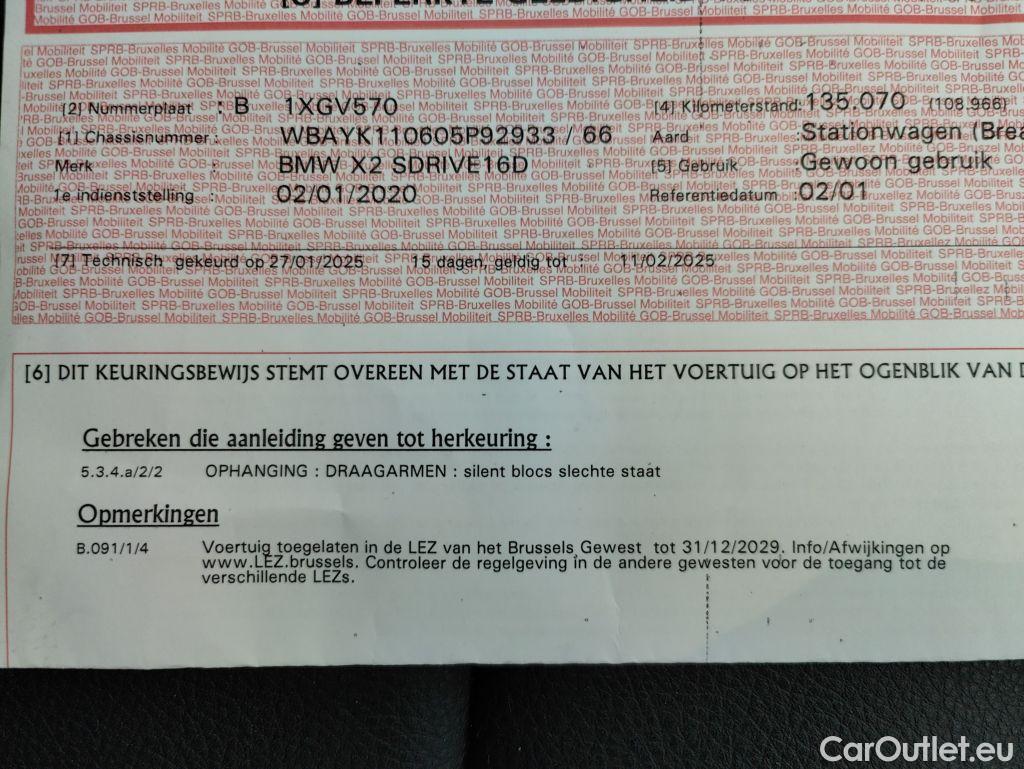 [2] Nummerplaat : B 1XGV570
[4] Kilometerstand: 135.070 (108.966)
[1] Chassisnummer : WBAYK110605P92933 / 66
Aard : Stationwagen (Brea
Merk : BMW X2 SDRIVE16D
[5] Gebruik : Gewoon gebruik
1e indienststelling : 02/01/2020
Referentiedatum : 02/01
[7] Technisch gekeurd op 27/01/2025 15 dagen, geldig tot : 11/02/2025
[6] DIT KEURINGSBEWIJS STEMT OVEREEN MET DE STAAT VAN HET VOERTUIG OP HET OGENBLIK VAN D
Gebreken die aanleiding geven tot herkeuring :
5.3.4.a/2/2 OPHANGING : DRAAGARMEN : silent blocs slechte staat
Opmerkingen
B.091/1/4 Voertuig toegelaten in de LEZ van het Brussels Gewest tot 31/12/2029. Info/Afwijkingen op
www.LEZ.brussels. Controleer de regelgeving in de andere gewesten voor de toegang tot de
verschillende LEZs.
CarOutlet.eu